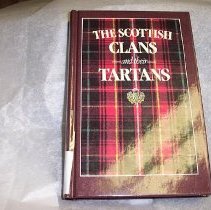 THE SCOTTISH
CLANS
and their
TARTANS